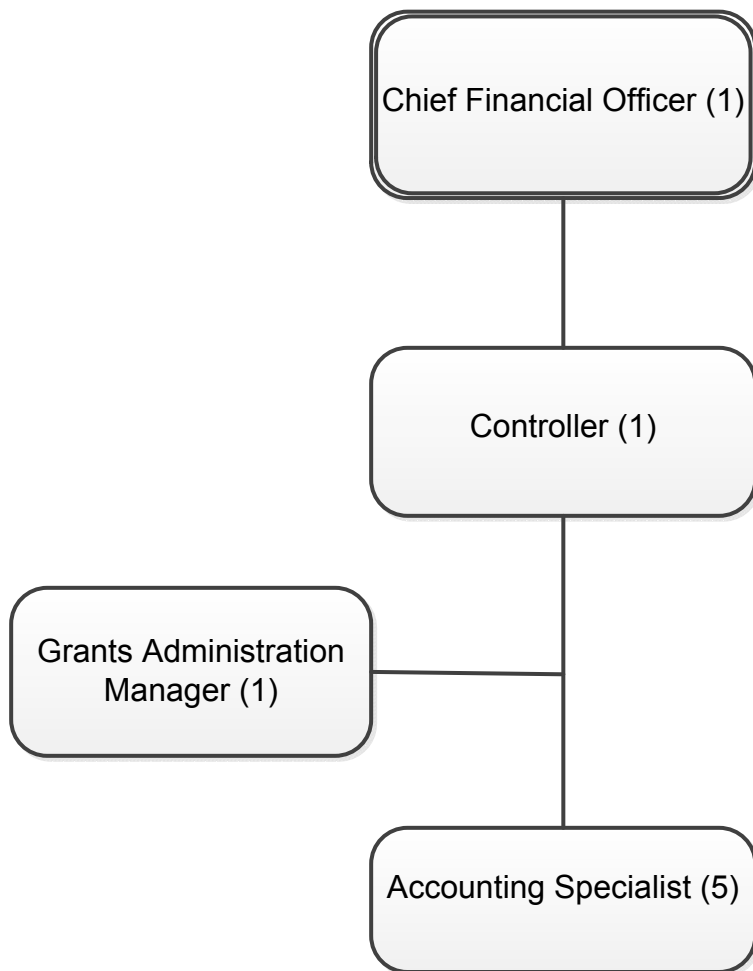 Chief Financial Officer (1)
Controller (1)
Grants Administration
Manager (1)
Accounting Specialist (5)